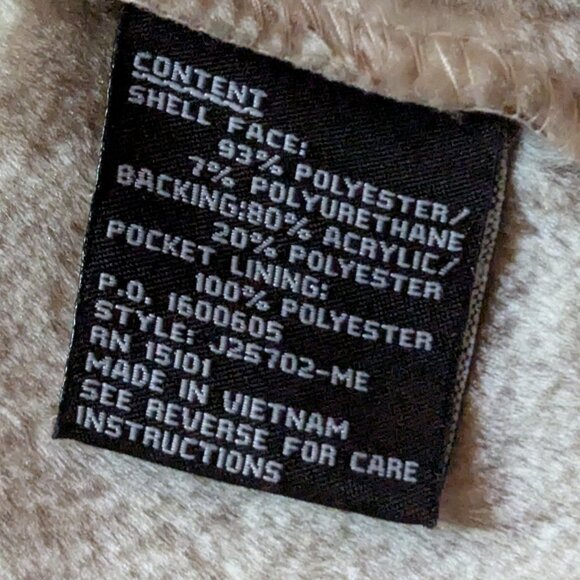 CONTENT
SHELL FACE:
93% POLYESTER/
7% POLYURETHANE
BACKING:80% ACRYLIC/
20% POLYESTER
POCKET LINING:
100% POLYESTER
P.O. 1600605
STYLE: J25702-ME
RN 15101
MADE IN VIETNAM
SEE REVERSE FOR CARE
INSTRUCTIONS